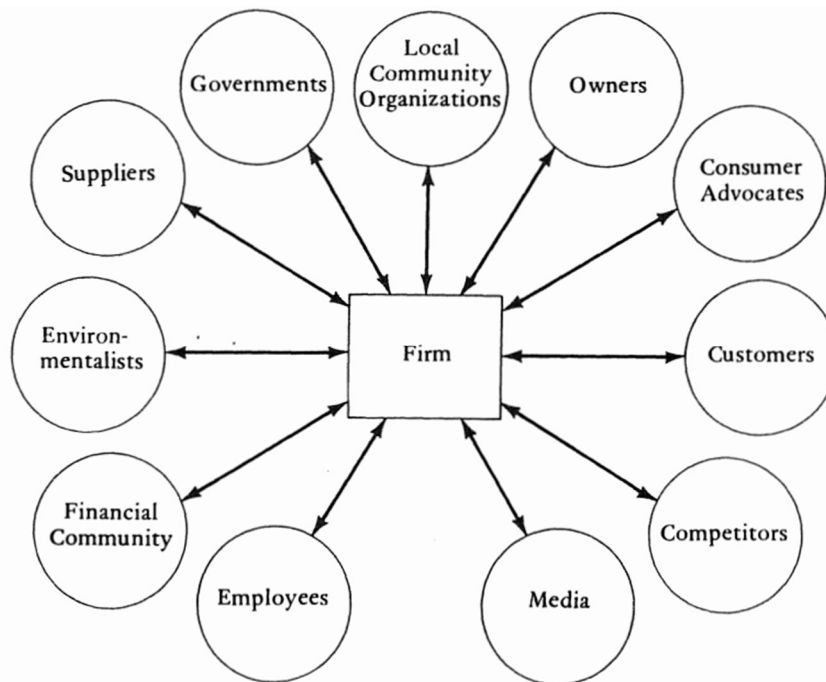 Governments
Local
Community
Organizations
Owners
Suppliers
Consumer
Advocates
Environ-
mentalists
Firm
Customers
Financial
Community
Competitors
Employees
Media